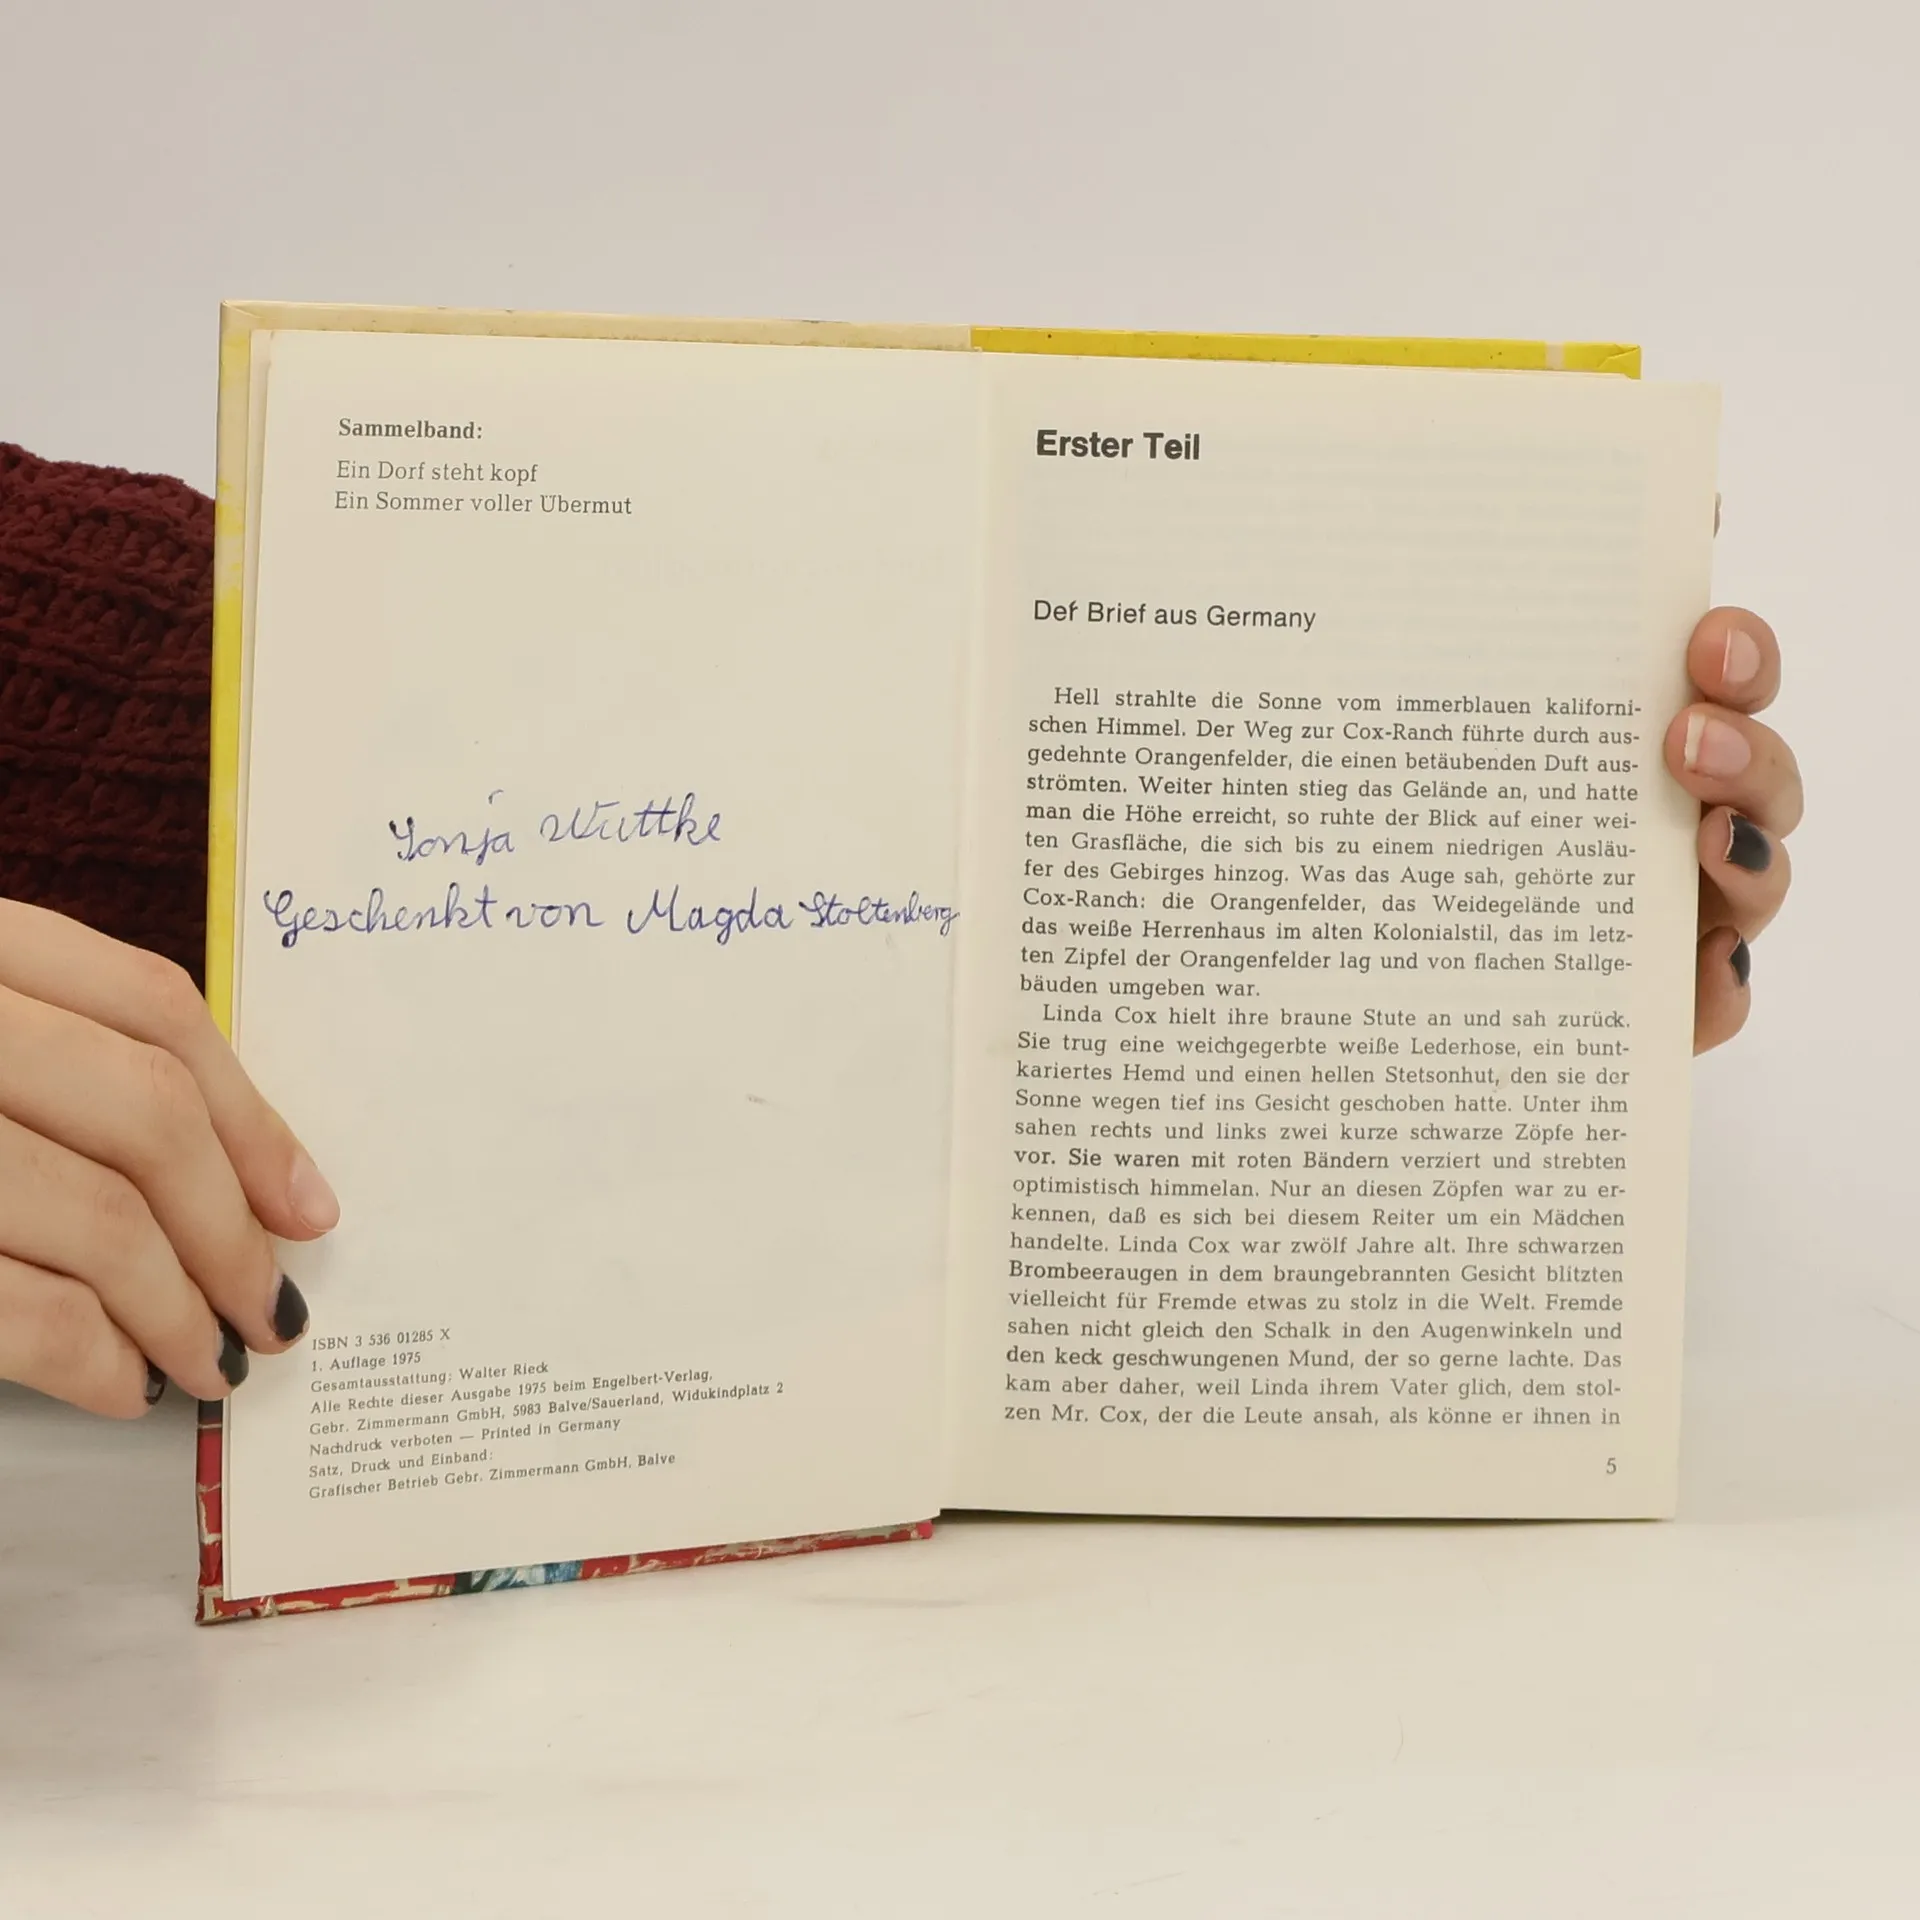 Sammelband:
Ein Dorf steht kopf
Ein Sommer voller Übermut
Sonja Wuttke
Geschenkt von Magda Stoltenberg
ISBN 3 536 01285 X
1. Auflage 1975
Gesamtausstattung: Walter Rieck
Alle Rechte dieser Ausgabe 1975 beim Engelbert-Verlag,
Gebr. Zimmermann GmbH, 5983 Balve/Sauerland, Widukindplatz 2
Nachdruck verboten — Printed in Germany
Satz, Druck und Einband:
Grafischer Betrieb Gebr. Zimmermann GmbH, Balve
Erster Teil
Der Brief aus Germany
Hell strahlte die Sonne vom immerblauen kaliforni-
schen Himmel. Der Weg zur Cox-Ranch führte durch aus-
gedehnte Orangenfelder, die einen betäubenden Duft aus-
strömten. Weiter hinten stieg das Gelände an, und hatte
man die Höhe erreicht, so ruhte der Blick auf einer wei-
ten Grasfläche, die sich bis zu einem niedrigen Ausläu-
fer des Gebirges hinzog. Was das Auge sah, gehörte zur
Cox-Ranch: die Orangenfelder, das Weidegelände und
das weiße Herrenhaus im alten Kolonialstil, das im letz-
ten Zipfel der Orangenfelder lag und von flachen Stallge-
bäuden umgeben war.
Linda Cox hielt ihre braune Stute an und sah zurück.
Sie trug eine weichgegerbte weiße Lederhose, ein bunt-
kariertes Hemd und einen hellen Stetsonhut, den sie der
Sonne wegen tief ins Gesicht geschoben hatte. Unter ihm
sahen rechts und links zwei kurze schwarze Zöpfe her-
vor. Sie waren mit roten Bändern verziert und strebten
optimistisch himmelan. Nur an diesen Zöpfen war zu er-
kennen, daß es sich bei diesem Reiter um ein Mädchen
handelte. Linda Cox war zwölf Jahre alt. Ihre schwarzen
Brombeeraugen in dem braungebrannten Gesicht blitzten
vielleicht für Fremde etwas zu stolz in die Welt. Fremde
sahen nicht gleich den Schalk in den Augenwinkeln und
den keck geschwungenen Mund, der so gerne lachte. Das
kam aber daher, weil Linda ihrem Vater glich, dem stol-
zen Mr. Cox, der die Leute ansah, als könne er ihnen in
5